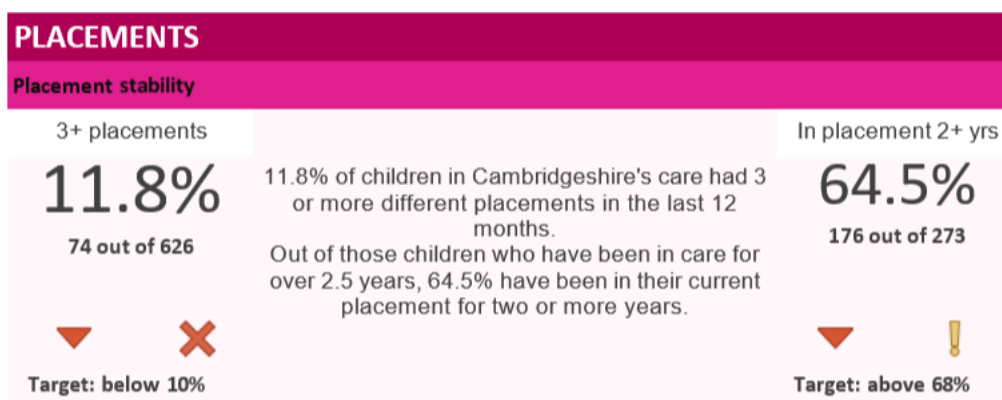 PLACEMENTS
Placement stability
3+ placements
11.8%
74 out of 626
Target: below 10%
11.8% of children in Cambridgeshire's care had 3
or more different placements in the last 12
months.
Out of those children who have been in care for
over 2.5 years, 64.5% have been in their current
placement for two or more years.
In placement 2+ yrs
64.5%
176 out of 273
Target: above 68%